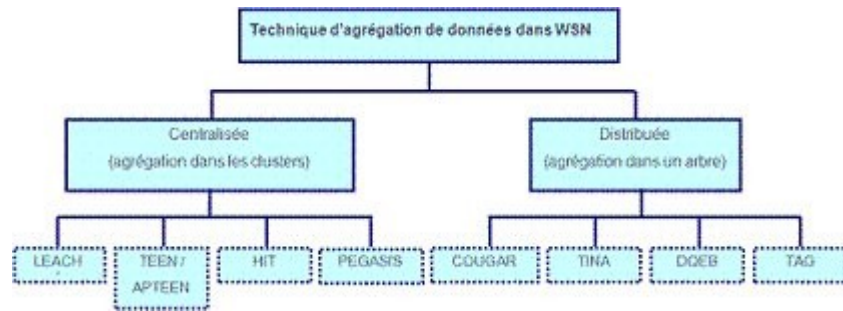 Technique d'agrégation de données dans WSN
Centralisée
(agrégation dans les clusters)
Distribuée
(agrégation dans un arbre)
LEACH
TEEN /
APTEEN
HIT
PEGASIS
COUGAR
TINA
DQEB
TAG